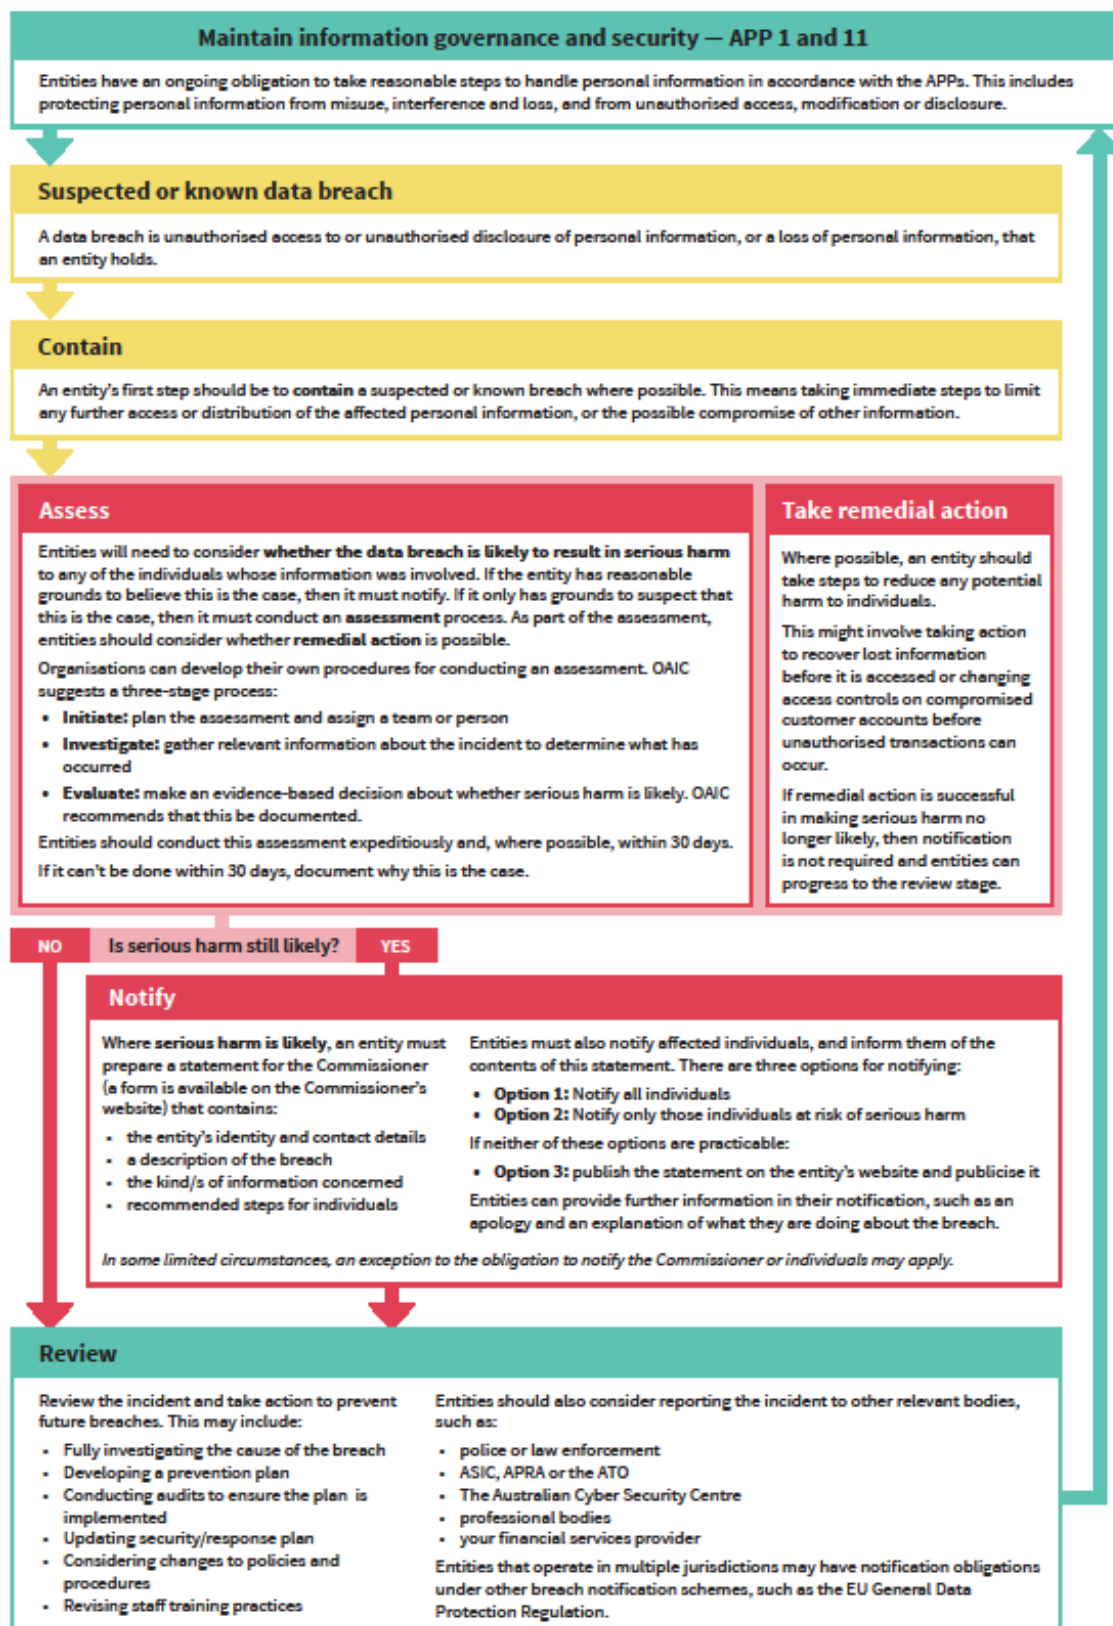 Maintain information governance and security — APP 1 and 11
Entities have an ongoing obligation to take reasonable steps to handle personal information in accordance with the APPs. This includes
protecting personal information from misuse, interference and loss, and from unauthorised access, modification or disclosure.
Suspected or known data breach
A data breach is unauthorised access to or unauthorised disclosure of personal information, or a loss of personal information, that
an entity holds.
Contain
An entity's first step should be to contain a suspected or known breach where possible. This means taking immediate steps to limit
any further access or distribution of the affected personal information, or the possible compromise of other information.
Assess
Entities will need to consider whether the data breach is likely to result in serious harm
to any of the individuals whose information was involved. If the entity has reasonable
grounds to believe this is the case, then it must notify. If it only has grounds to suspect that
this is the case, then it must conduct an assessment process. As part of the assessment,
entities should consider whether remedial action is possible.
Organisations can develop their own procedures for conducting an assessment. OAIC
suggests a three-stage process:
• Initiate: plan the assessment and assign a team or person
• Investigate: gather relevant information about the incident to determine what has
occurred
• Evaluate: make an evidence-based decision about whether serious harm is likely. OAIC
recommends that this be documented.
Entities should conduct this assessment expeditiously and, where possible, within 30 days.
If it can't be done within 30 days, document why this is the case.
Take remedial action
Where possible, an entity should
take steps to reduce any potential
harm to individuals.
This might involve taking action
to recover lost information
before it is accessed or changing
access controls on compromised
customer accounts before
unauthorised transactions can
occur.
If remedial action is successful
in making serious harm no
longer likely, then notification
is not required and entities can
progress to the review stage.
NO
Is serious harm still likely?
YES
Notify
Where serious harm is likely, an entity must
prepare a statement for the Commissioner
(a form is available on the Commissioner's
website) that contains:
• the entity's identity and contact details
• a description of the breach
• the kind/s of information concerned
• recommended steps for individuals
Entities must also notify affected individuals, and inform them of the
contents of this statement. There are three options for notifying:
• Option 1: Notify all individuals
• Option 2: Notify only those individuals at risk of serious harm
If neither of these options are practicable:
• Option 3: publish the statement on the entity's website and publicise it
Entities can provide further information in their notification, such as an
apology and an explanation of what they are doing about the breach.
In some limited circumstances, an exception to the obligation to notify the Commissioner or individuals may apply.
Review
Review the incident and take action to prevent
future breaches. This may include:
• Fully investigating the cause of the breach
• Developing a prevention plan
• Conducting audits to ensure the plan is
implemented
• Updating security/response plan
• Considering changes to policies and
procedures
• Revising staff training practices
Entities should also consider reporting the incident to other relevant bodies,
such as:
• police or law enforcement
• ASIC, APRA or the ATO
• The Australian Cyber Security Centre
• professional bodies
• your financial services provider
Entities that operate in multiple jurisdictions may have notification obligations
under other breach notification schemes, such as the EU General Data
Protection Regulation.